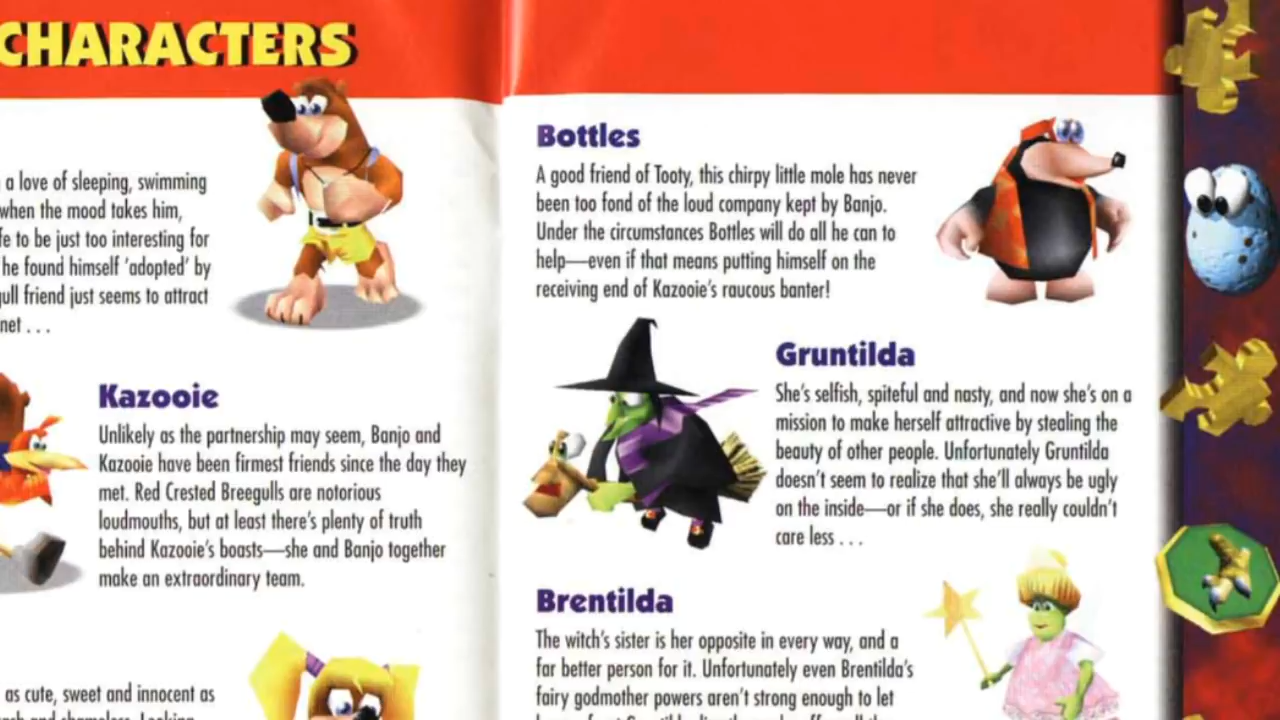 CHARACTERS
a love of sleeping, swimming
when the mood takes him,
to be just too interesting for
he found himself 'adopted' by
friend just seems to attract
. . .
Kazooie
Unlikely as the partnership may seem, Banjo and
Kazooie have been firmest friends since the day they
met. Red Crested Breegulls are notorious
loudmouths, but at least there's plenty of truth
behind Kazooie's boasts—she and Banjo together
make an extraordinary team.
as cute, sweet and innocent as
and shameless. Looking
Bottles
A good friend of Tooty, this chirpy little mole has never
been too fond of the loud company kept by Banjo.
Under the circumstances Bottles will do all he can to
help—even if that means putting himself on the
receiving end of Kazooie's raucous banter!
Gruntilda
She's selfish, spiteful and nasty, and now she's on a
mission to make herself attractive by stealing the
beauty of other people. Unfortunately Gruntilda
doesn't seem to realize that she'll always be ugly
on the inside—or if she does, she really couldn't
care less . . .
Brentilda
The witch's sister is her opposite in every way, and a
far better person for it. Unfortunately even Brentilda's
fairy godmother powers aren't strong enough to let